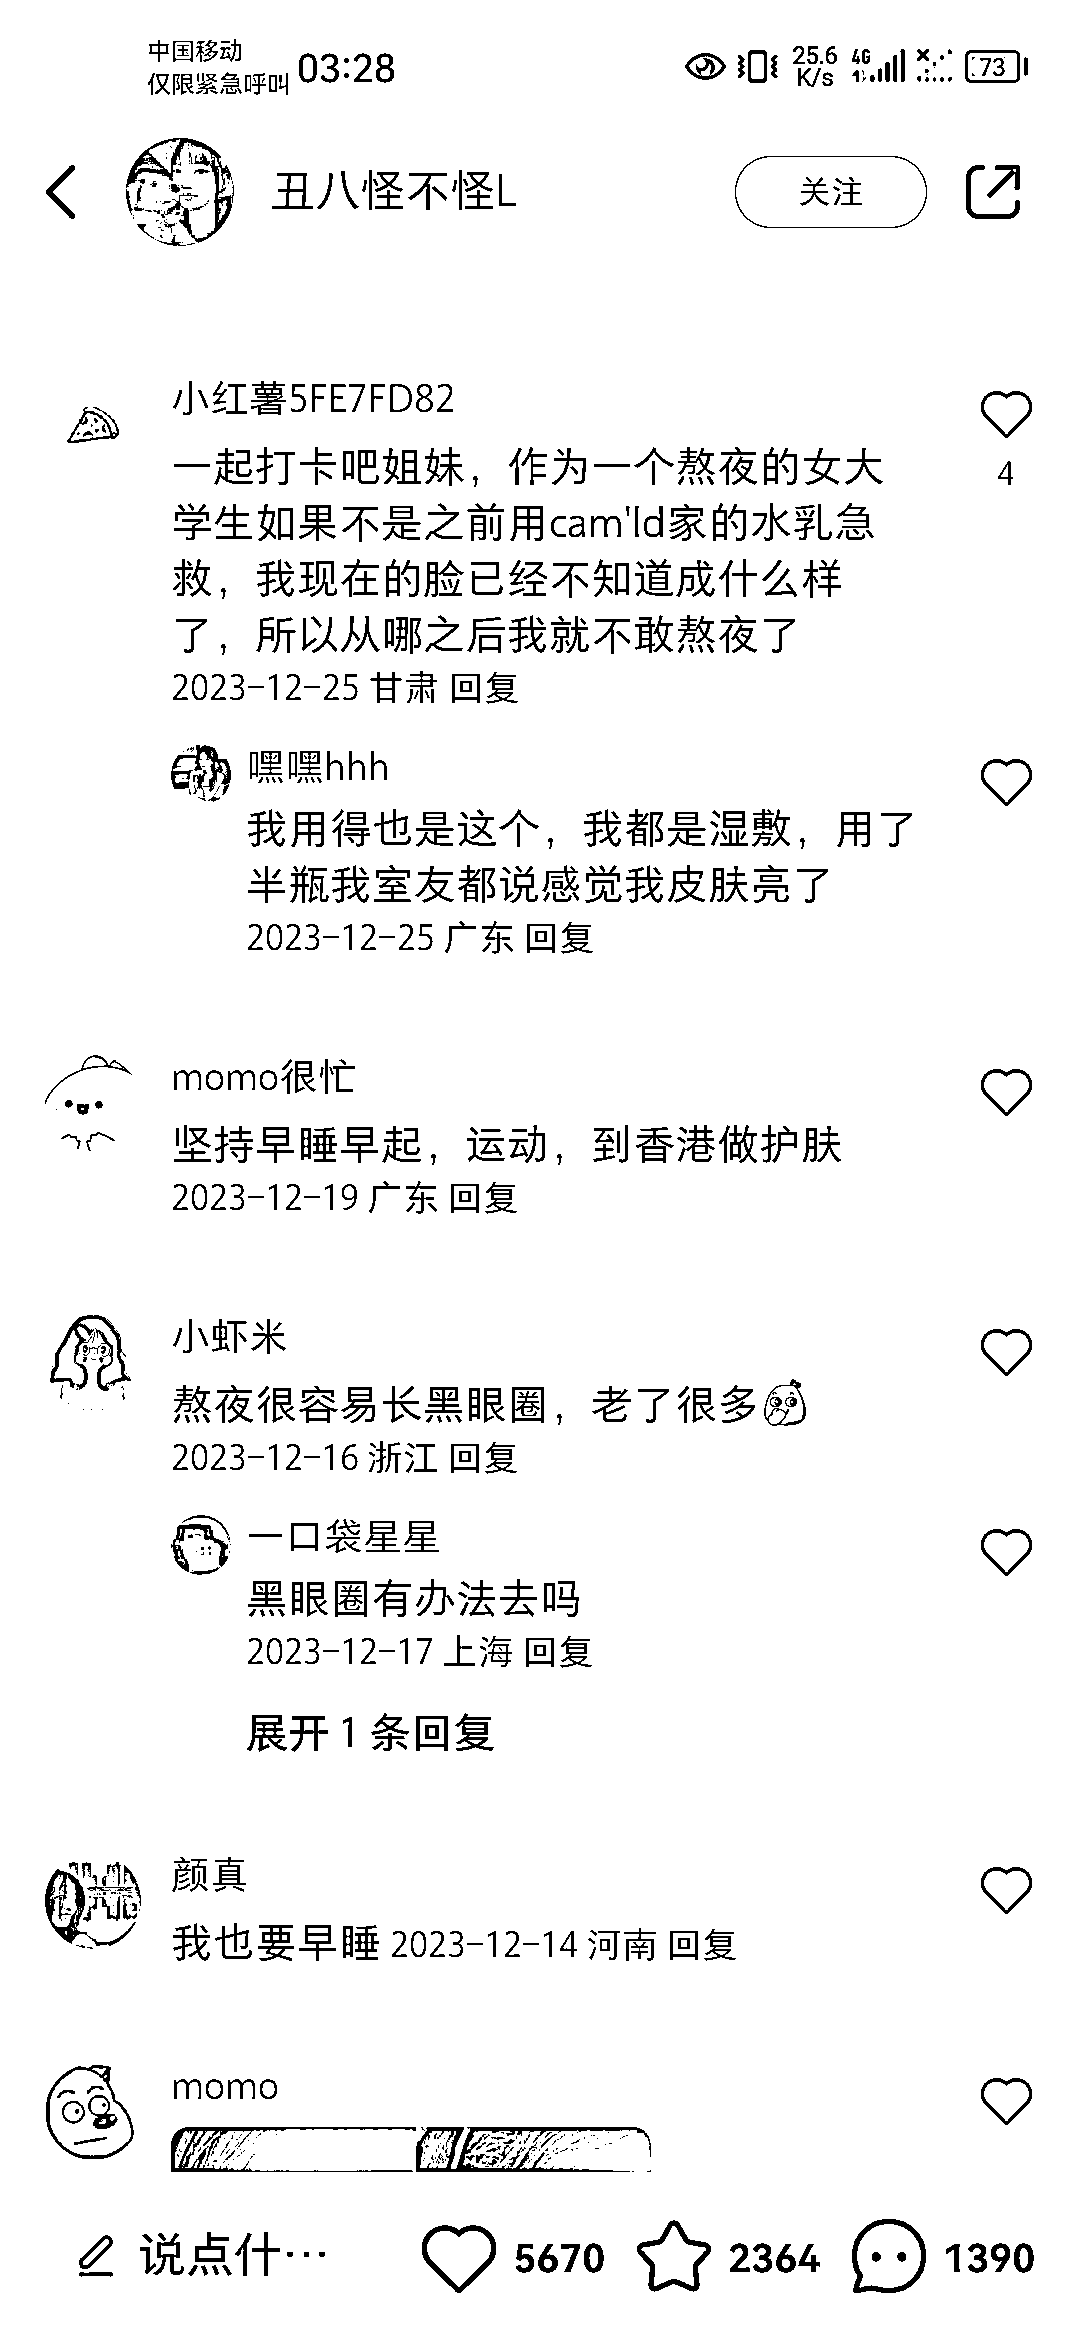 中国移动
仅限紧急呼叫 03:28 25.6 K/s 4G 73
丑八怪不怪L 关注
小红薯5FE7FD82
一起打卡吧姐妹，作为一个熬夜的女大
4
学生如果不是之前用cam'ld家的水乳急
救，我现在的脸已经不知道成什么样
了，所以从哪之后我就不敢熬夜了
2023-12-25 甘肃 回复
嘿嘿hhh
我用得也是这个，我都是湿敷，用了
半瓶我室友都说感觉我皮肤亮了
2023-12-25 广东 回复
momo很忙
坚持早睡早起，运动，到香港做护肤
2023-12-19 广东 回复
小虾米
熬夜很容易长黑眼圈，老了很多
2023-12-16 浙江 回复
一口袋星星
黑眼圈有办法去吗
2023-12-17 上海 回复
展开 1 条回复
颜真
我也要早睡 2023-12-14 河南 回复
momo
说点什… 5670 2364 1390